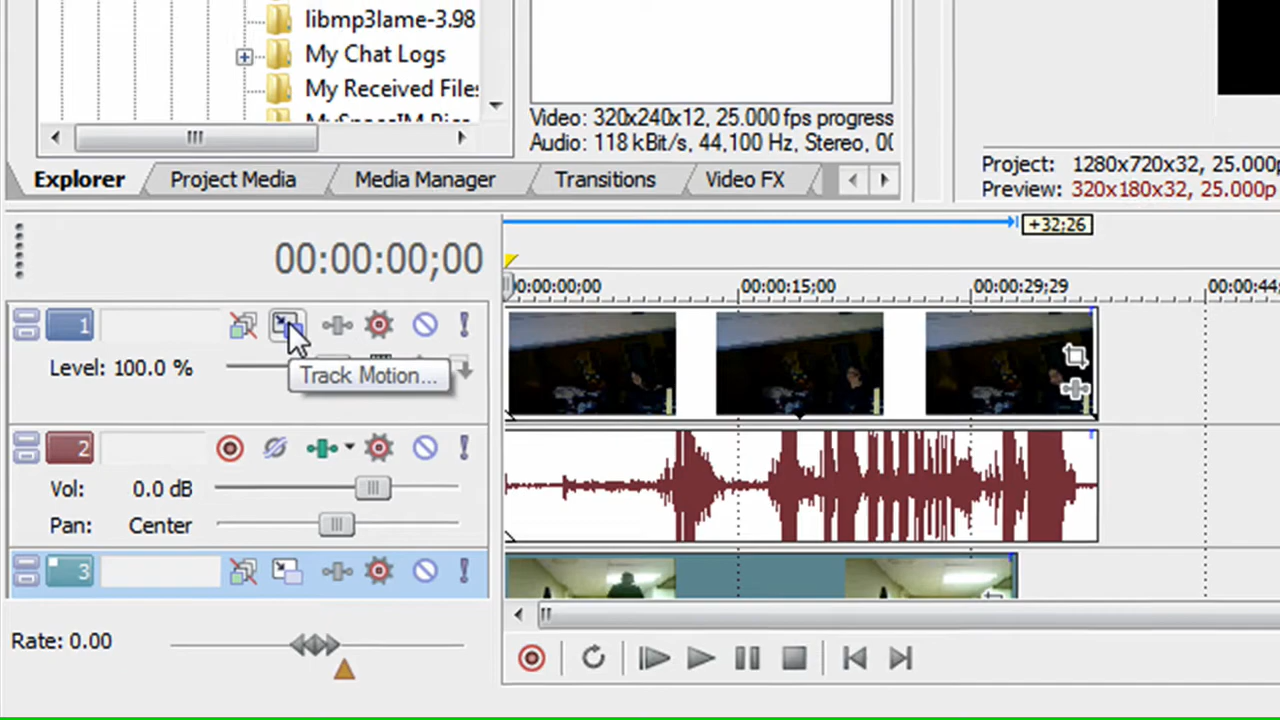 libmp3lame-3.98
My Chat Logs
My Received Files
MySpaceIM Pics
Video: 320x240x12, 25.000 fps progress
Audio: 118 kBit/s, 44,100 Hz, Stereo, 00
Project: 1280x720x32, 25.000p
Preview: 320x180x32, 25.000p
Explorer Project Media Media Manager Transitions Video FX
+32;26
00:00:00;00
00:00:00;00 00:00:15;00 00:00:29;29 00:00:44;
1
Level: 100.0 %
Track Motion...
2
Vol: 0.0 dB
Pan: Center
3
Rate: 0.00